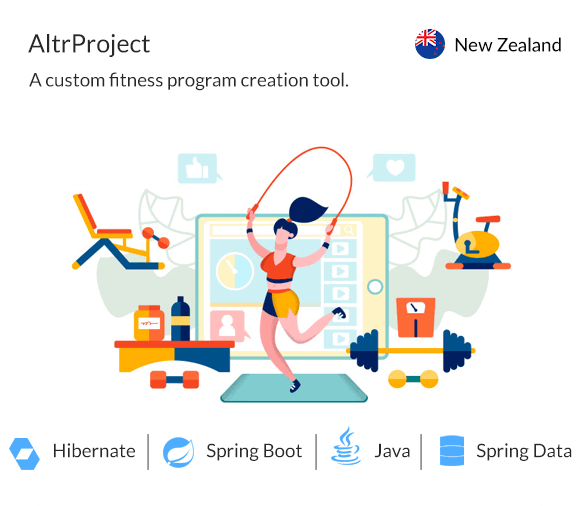 AltrProject
New Zealand
A custom fitness program creation tool.
Hibernate
Spring Boot
Java
Spring Data